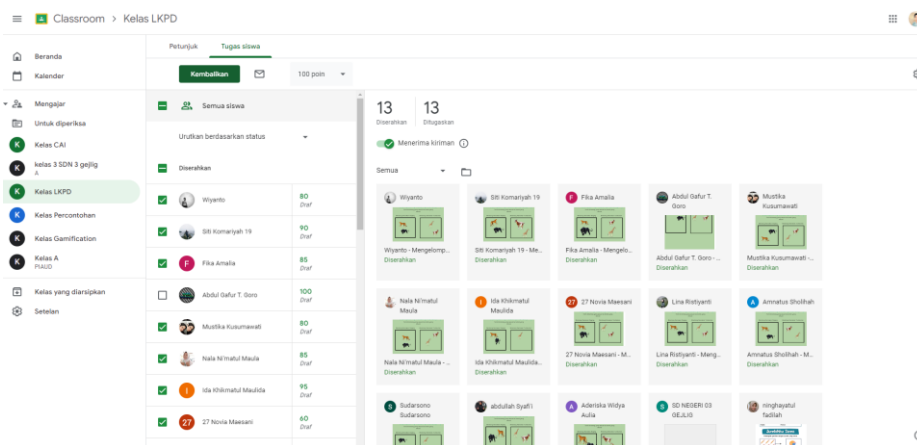 Classroom > Kelas LKPD
Beranda
Kalender
Mengajar
Untuk diperiksa
K Kelas CAI
K kelas 3 SDN 3 gejlig
A
K Kelas LKPD
K Kelas Percontohan
K Kelas Gamification
K Kelas A
PIAUD
Kelas yang diarsipkan
Setelan
Petunjuk Tugas siswa
Kembalikan 100 poin
Semua siswa
Urutkan berdasarkan status
Diserahkan
Wiyanto 80
Draf
Siti Komariyah 19 90
Draf
F Fika Amalia 85
Draf
Abdul Gafur T. Goro 100
Draf
Mustika Kusumawati 80
Draf
Nala Ni'matul Maula 85
Draf
I Ida Khikmatul Maulida 95
Draf
27 27 Novia Maesani 60
Draf
13 13
Diserahkan Ditugaskan
Menerima kiriman
Semua
Wiyanto
Wiyanto - Mengelomp...
Diserahkan
Siti Komariyah 19
Siti Komariyah 19 - Me...
Diserahkan
F Fika Amalia
Fika Amalia - Mengelo...
Diserahkan
Abdul Gafur T.
Goro
Abdul Gafur T. Goro - ...
Diserahkan
Mustika
Kusumawati
Mustika Kusumawati -...
Diserahkan
Nala Ni'matul
Maula
Nala Ni'matul Maula - ...
Diserahkan
I Ida Khikmatul
Maulida
Ida Khikmatul Maulida...
Diserahkan
27 27 Novia Maesani
27 Novia Maesani - M...
Diserahkan
Lina Ristiyanti
Lina Ristiyanti - Meng...
Diserahkan
A Amnatus Sholihah
Amnatus Sholihah - M...
Diserahkan
S Sudarsono
Sudarsono
abdullah Syafi'i
A Aderiska Widya
Aulia
S SD NEGERI 03
GEJLIG
ninghayatul
fadilah